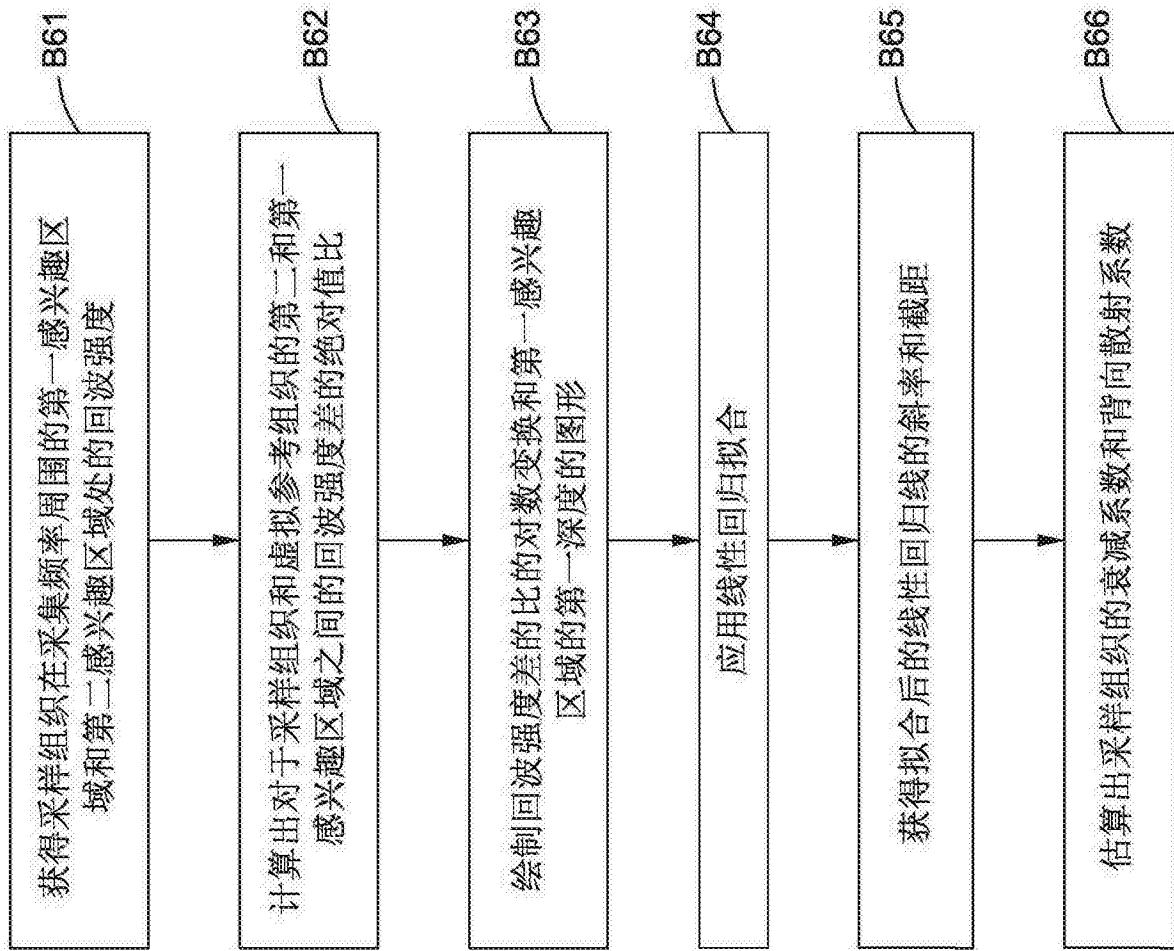 获得采样组织在采集频率周围的第一感兴趣区
域和第二感兴趣区域处的回波强度
B61
计算出对于采样组织和虚拟参考组织的第二和第一
感兴趣区域之间的回波强度差的绝对值比
B62
绘制回波强度差的比的对数变换和第一感兴趣
区域的第一深度的图形
B63
应用线性回归拟合
B64
获得拟合后的线性回归线的斜率和截距
B65
估算出采样组织的衰减系数和背向散射系数
B66